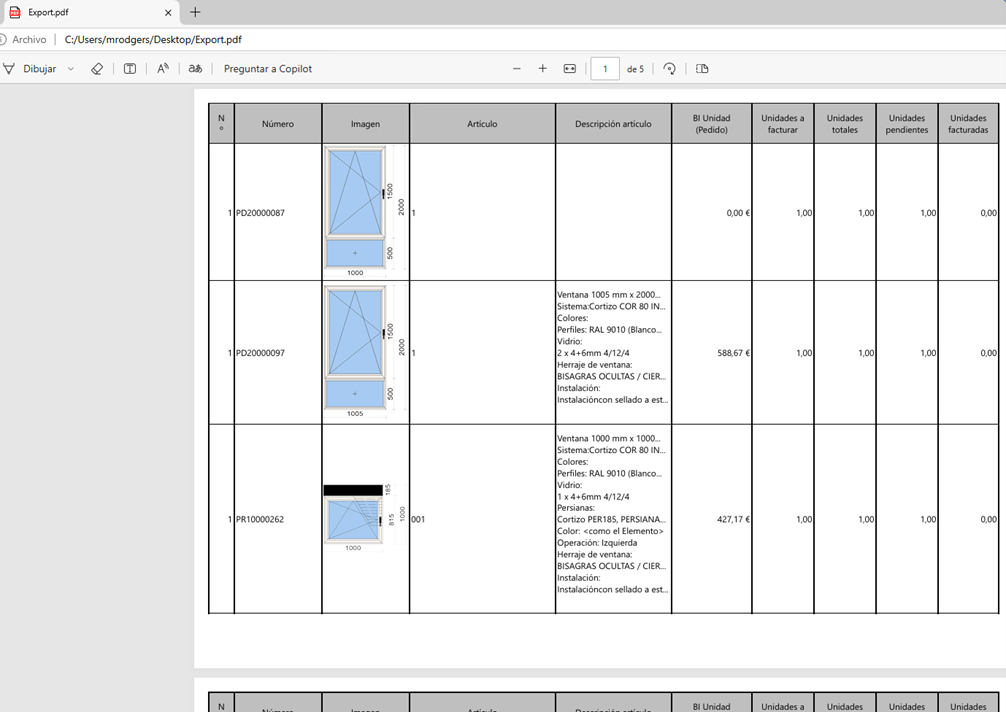 Export.pdf
Archivo
C:/Users/mrodgers/Desktop/Export.pdf
Dibujar
Preguntar a Copilot
1
de 5
N
º
Número
Imagen
Artículo
Descripción artículo
BI Unidad
(Pedido)
Unidades a
facturar
Unidades
totales
Unidades
pendientes
Unidades
facturadas
1
PD20000087
1500
2000
500
1000
1
0,00 €
1,00
1,00
1,00
0,00
1
PD20000097
1500
2000
500
1005
1
Ventana 1005 mm x 2000...
Sistema:Cortizo COR 80 IN...
Colores:
Perfiles: RAL 9010 (Blanco...
Vidrio:
2 x 4+6mm 4/12/4
Herraje de ventana:
BISAGRAS OCULTAS / CIER...
Instalación:
Instalacióncon sellado a est...
588,67 €
1,00
1,00
1,00
0,00
1
PR10000262
185
815
1000
1000
001
Ventana 1000 mm x 1000...
Sistema:Cortizo COR 80 IN...
Colores:
Perfiles: RAL 9010 (Blanco...
Vidrio:
1 x 4+6mm 4/12/4
Persianas:
Cortizo PER185, PERSIANA...
Color: <como el Elemento>
Operación: Izquierda
Herraje de ventana:
BISAGRAS OCULTAS / CIER...
Instalación:
Instalacióncon sellado a est...
427,17 €
1,00
1,00
1,00
0,00
N
Número
Imagen
Artículo
Descripción artículo
BI Unidad
Unidades a
Unidades
Unidades
Unidades